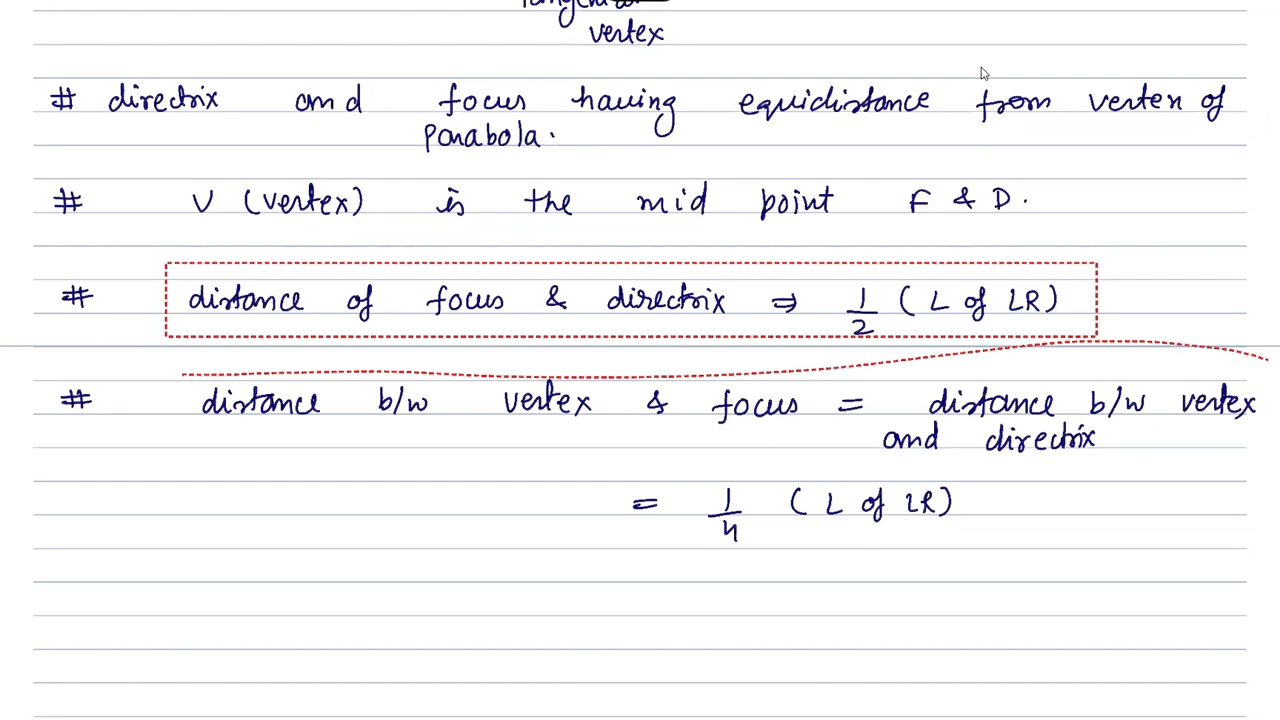 vertex
# directrix and focus having equidistance from vertex of
parabola.
# V (vertex) is the mid point F & D.
# distance of focus & directrix ⇒ 1/2 (L of LR)
# distance b/w vertex & focus = distance b/w vertex
and directrix
= 1/4 (L of LR)